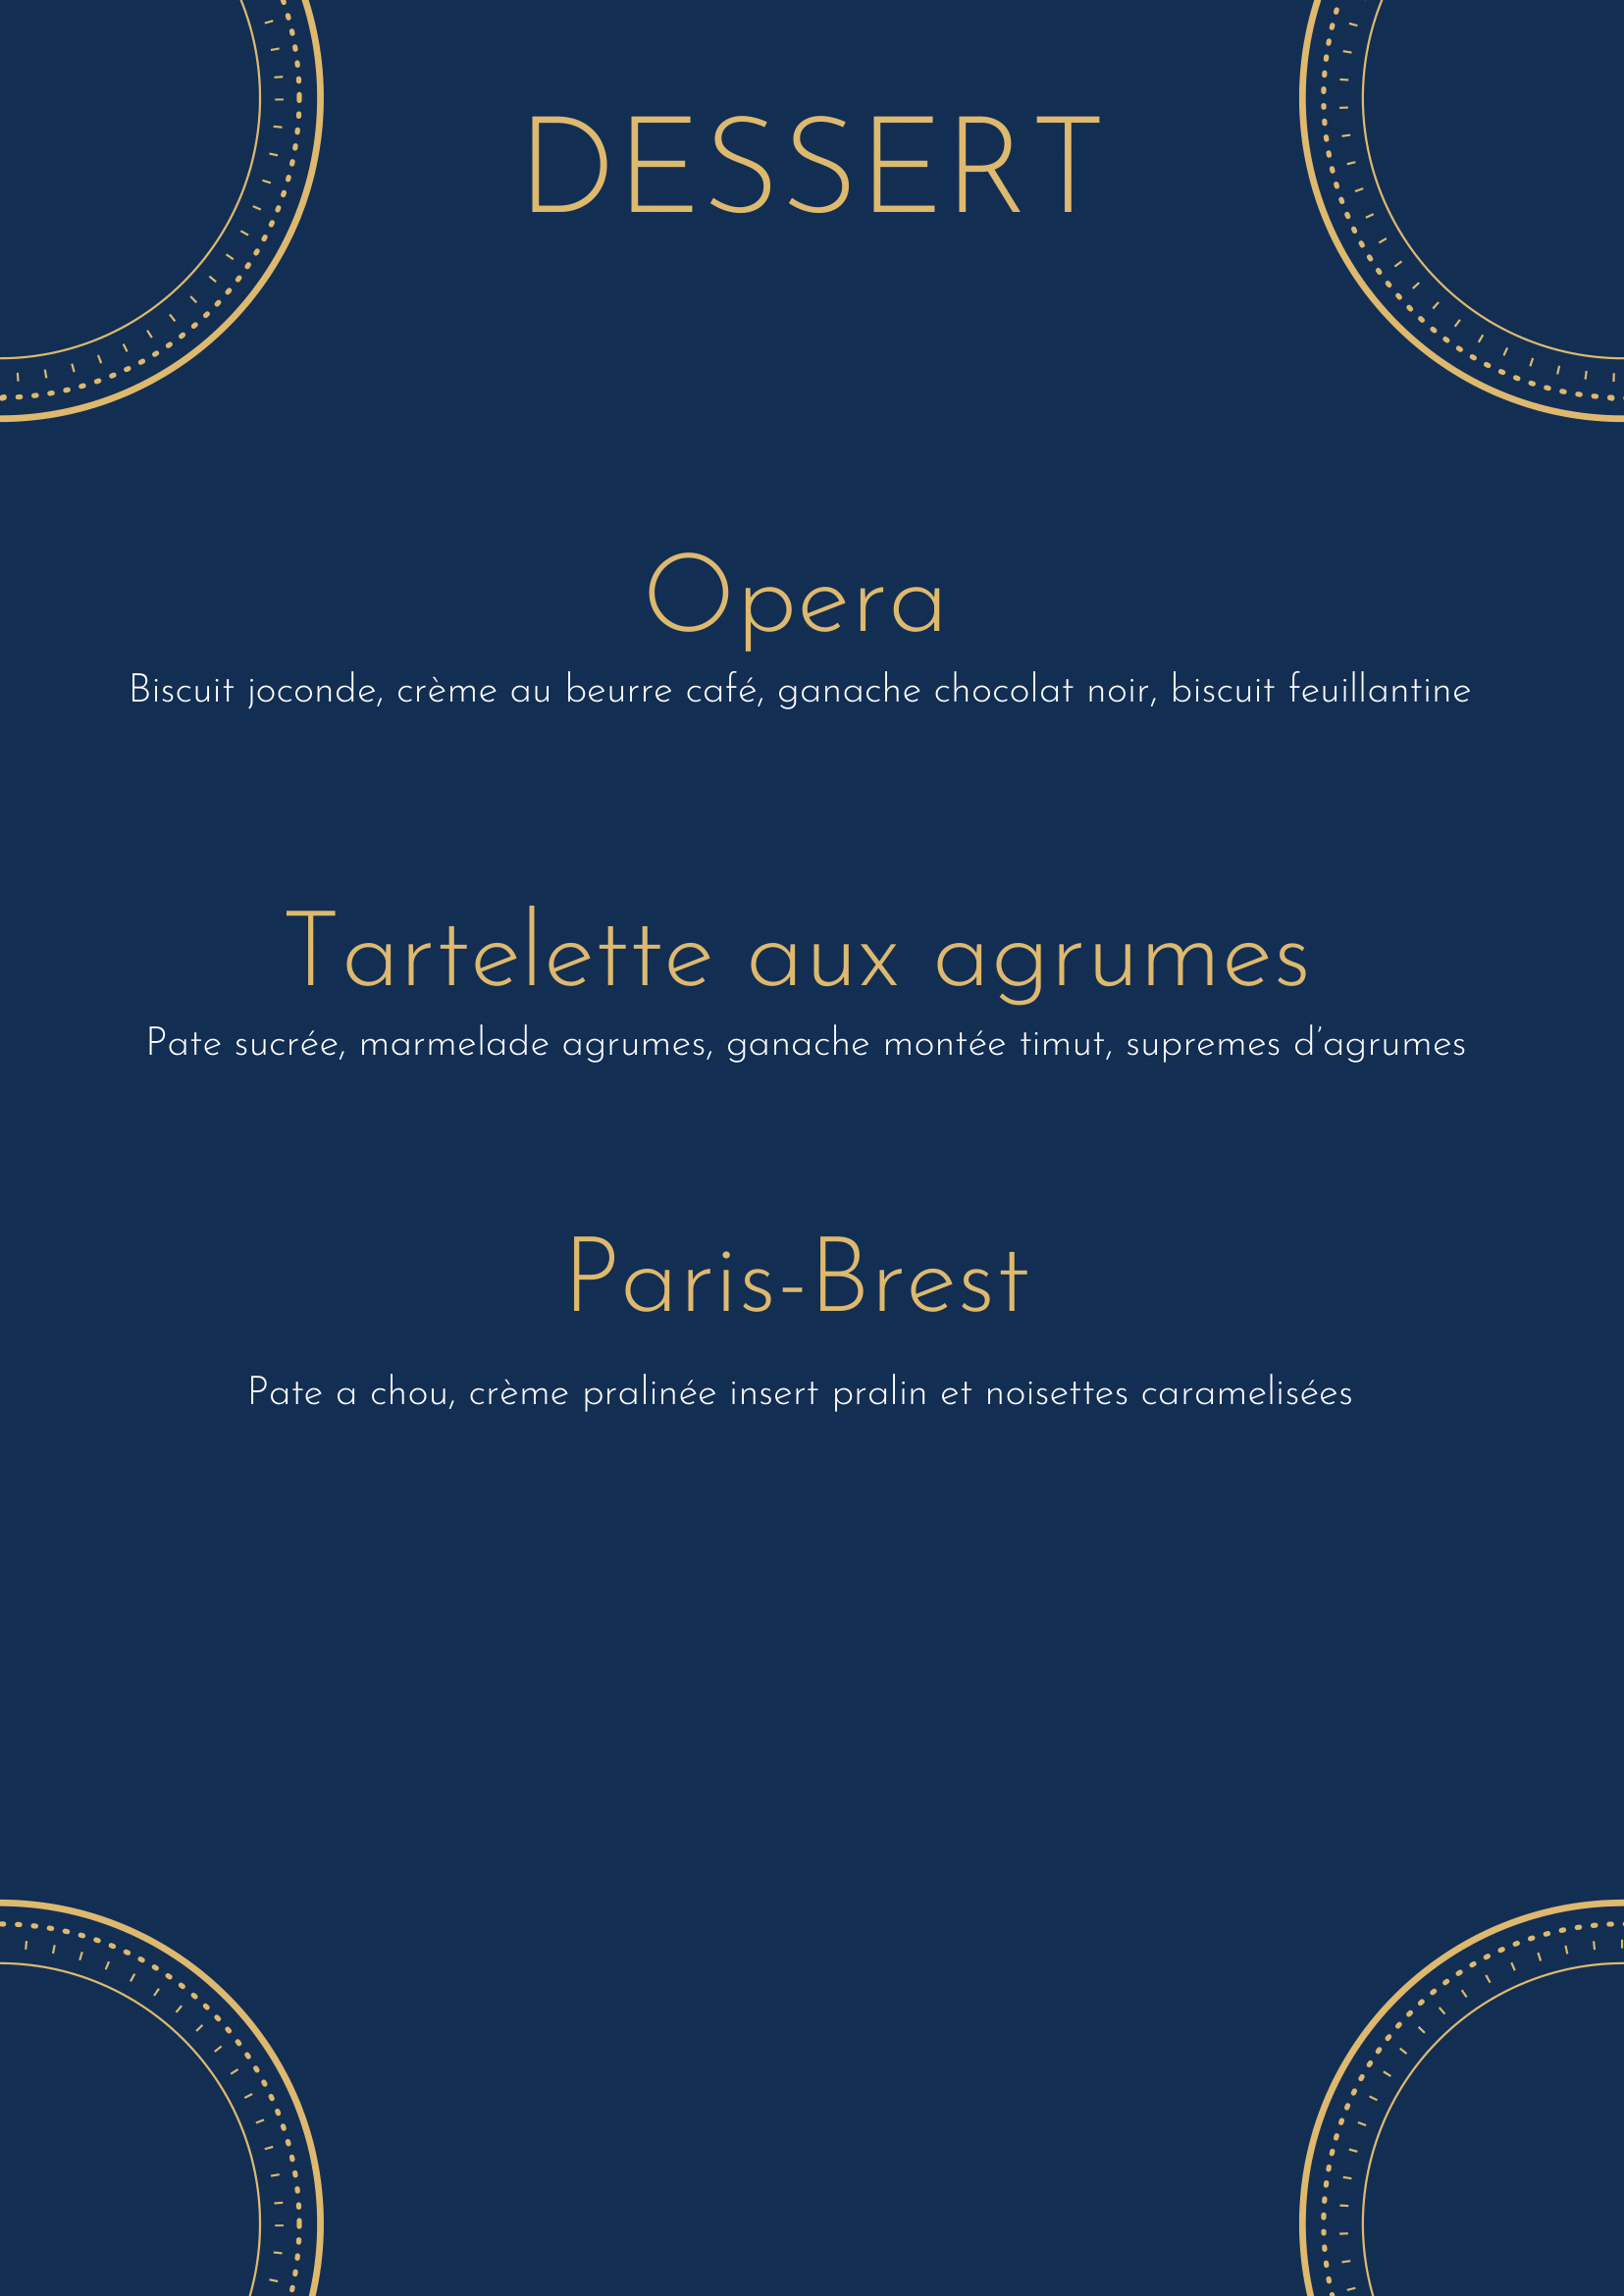 DESSERT
Opera
Biscuit joconde, crème au beurre café, ganache chocolat noir, biscuit feuillantine
Tartelette aux agrumes
Pate sucrée, marmelade agrumes, ganache montée timut, supremes d'agrumes
Paris-Brest
Pate a chou, crème pralinée insert pralin et noisettes caramelisées